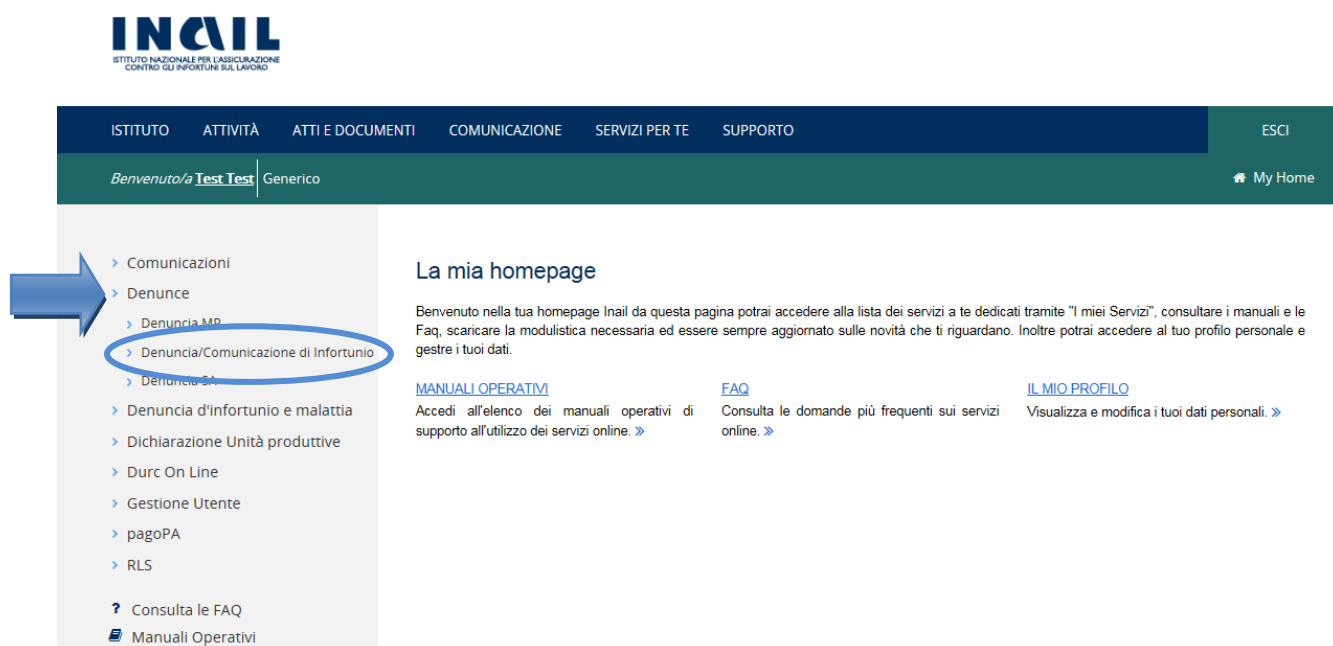 INAIL
ISTITUTO NAZIONALE PER L'ASSICURAZIONE
CONTRO GLI INFORTUNI SUL LAVORO
ISTITUTO ATTIVITÀ ATTI E DOCUMENTI COMUNICAZIONE SERVIZI PER TE SUPPORTO ESCI
Benvenuto/a Test Test Generico My Home
Comunicazioni
Denunce
Denuncia MP
Denuncia/Comunicazione di Infortunio
Denuncia SA
Denuncia d'infortunio e malattia
Dichiarazione Unità produttive
Durc On Line
Gestione Utente
pagoPA
RLS
? Consulta le FAQ
Manuali Operativi
La mia homepage
Benvenuto nella tua homepage Inail da questa pagina potrai accedere alla lista dei servizi a te dedicati tramite "I miei Servizi", consultare i manuali e le
Faq, scaricare la modulistica necessaria ed essere sempre aggiornato sulle novità che ti riguardano. Inoltre potrai accedere al tuo profilo personale e
gestre i tuoi dati.
MANUALI OPERATIVI
Accedi all'elenco dei manuali operativi di
supporto all'utilizzo dei servizi online. »
FAQ
Consulta le domande più frequenti sui servizi
online. »
IL MIO PROFILO
Visualizza e modifica i tuoi dati personali. »